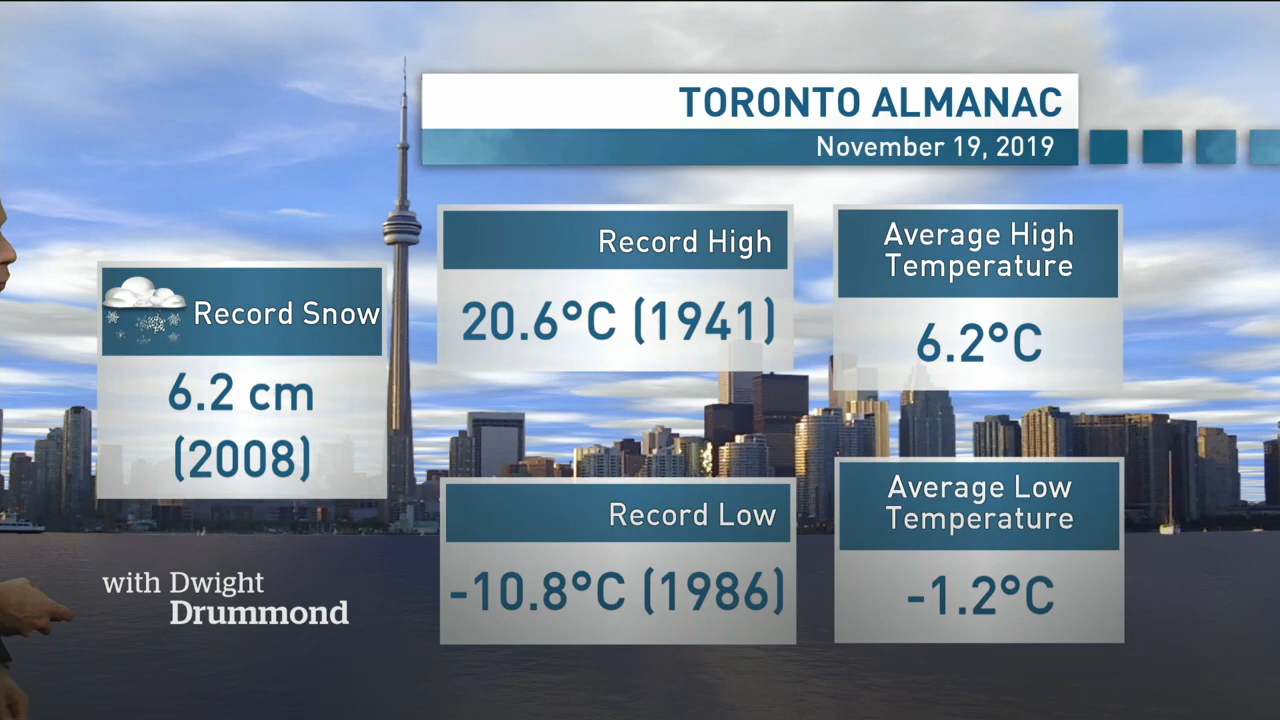 TORONTO ALMANAC
November 19, 2019
Record Snow
6.2 cm
(2008)
Record High
20.6°C (1941)
Average High
Temperature
6.2°C
Record Low
-10.8°C (1986)
Average Low
Temperature
-1.2°C
with Dwight
Drummond